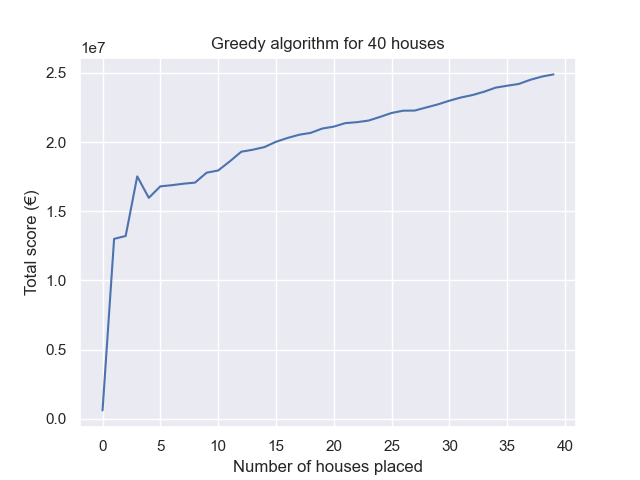 Greedy algorithm for 40 houses
1e7
2.5
2.0
1.5
1.0
0.5
0.0
Total score (€)
0 5 10 15 20 25 30 35 40
Number of houses placed